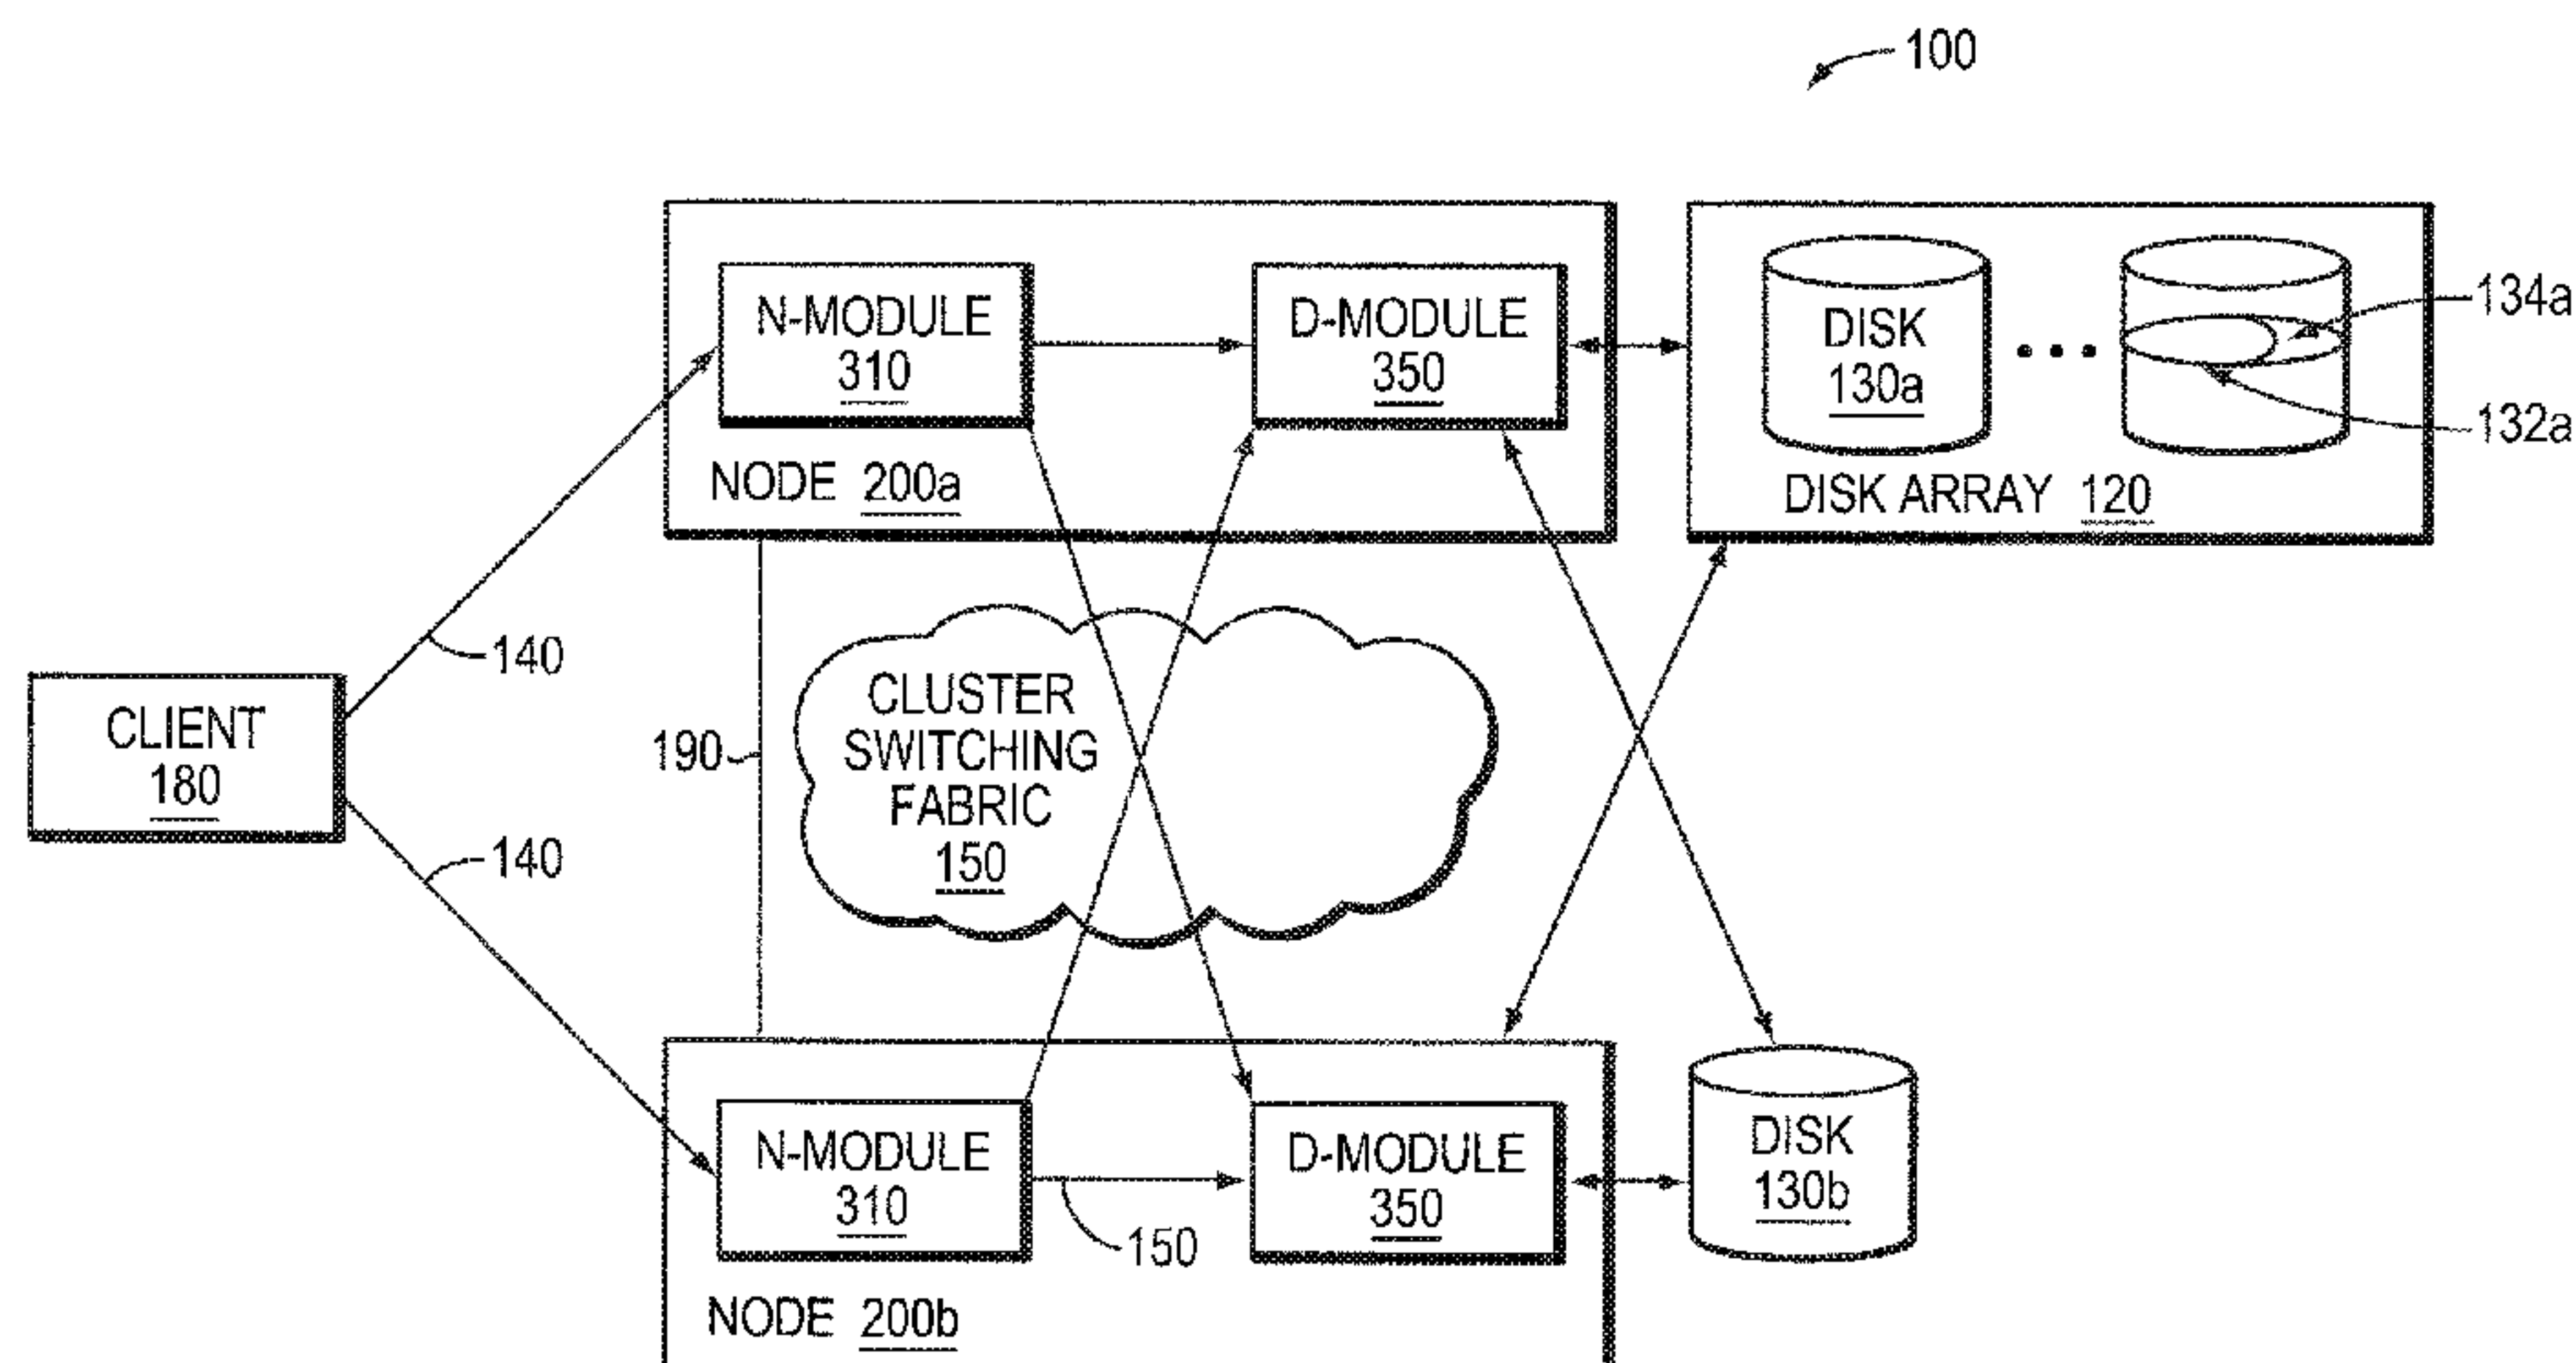 100
N-MODULE
310
D-MODULE
350
NODE 200a
DISK
130a
134a
132a
DISK ARRAY 120
140
CLIENT
180
140
190
CLUSTER
SWITCHING
FABRIC
150
N-MODULE
310
150
D-MODULE
350
NODE 200b
DISK
130b